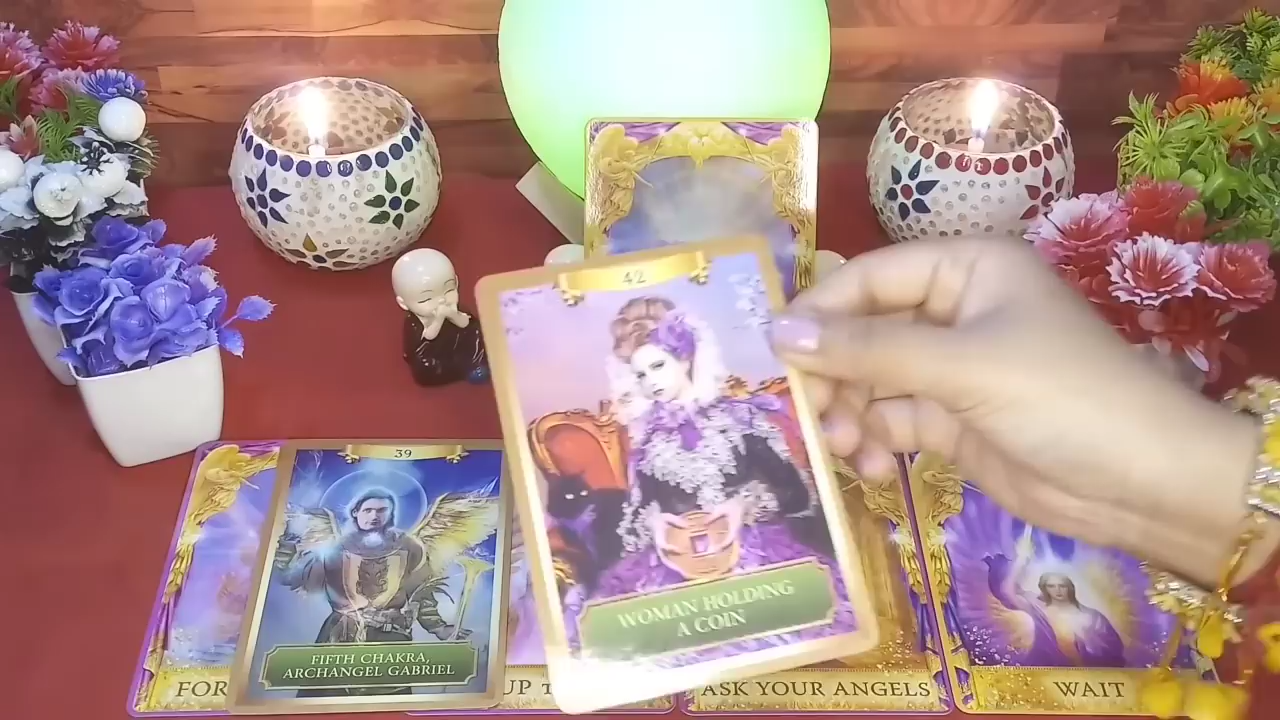 42
WOMAN HOLDING
A COIN
39
FIFTH CHAKRA,
ARCHANGEL GABRIEL
FOR
UP
ASK YOUR ANGELS
WAIT